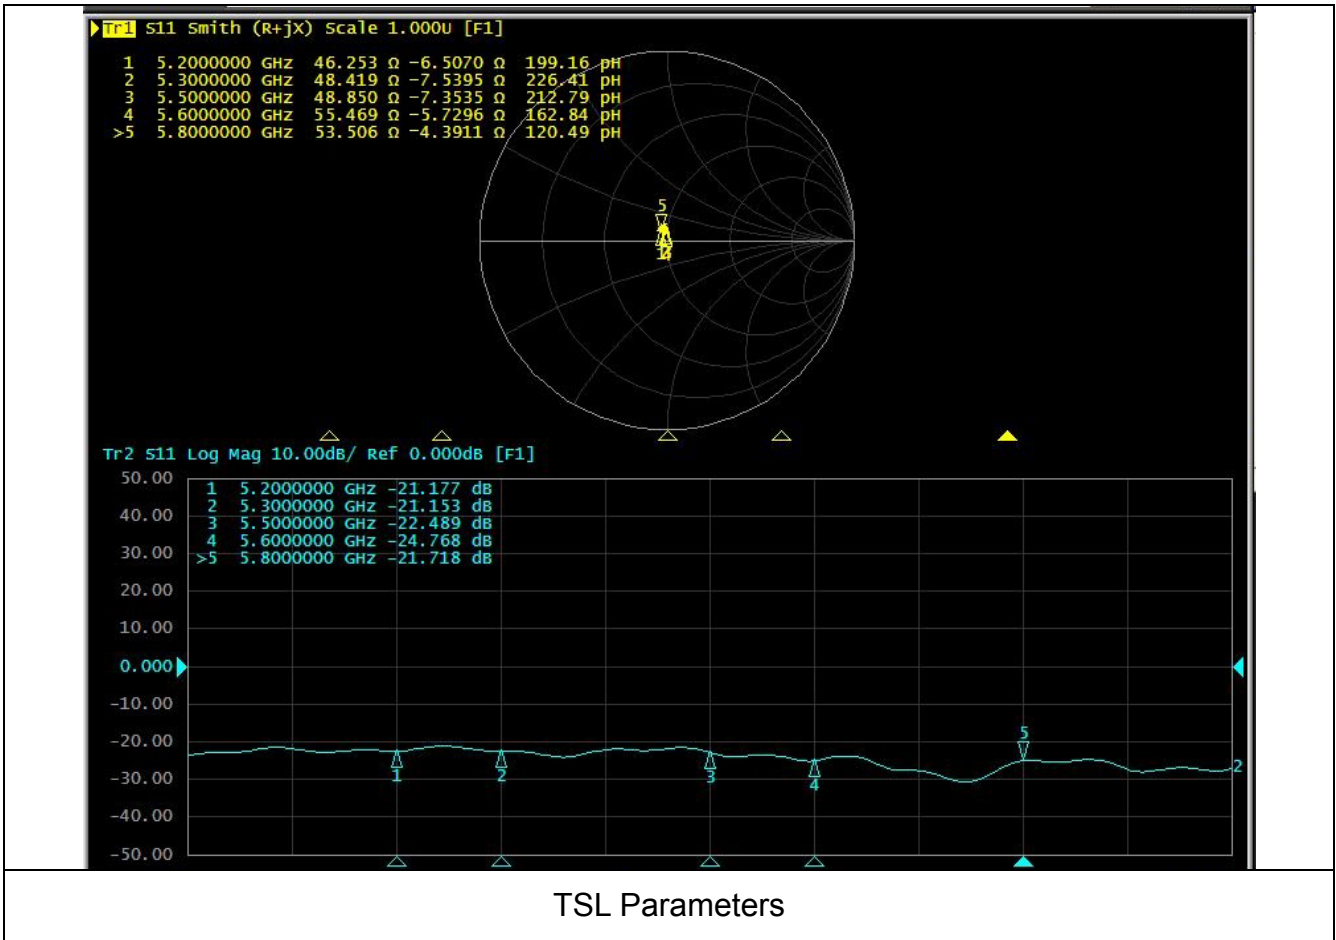 Tr1 S11 Smith (R+jX) Scale 1.000U [F1]
1 5.2000000 GHz 46.253 Ω -6.5070 Ω 199.16 pH
2 5.3000000 GHz 48.419 Ω -7.5395 Ω 226.41 pH
3 5.5000000 GHz 48.850 Ω -7.3535 Ω 212.79 pH
4 5.6000000 GHz 55.469 Ω -5.7296 Ω 162.84 pH
>5 5.8000000 GHz 53.506 Ω -4.3911 Ω 120.49 pH
5
Tr2 S11 Log Mag 10.00dB/ Ref 0.000dB [F1]
50.00
1 5.2000000 GHz -21.177 dB
2 5.3000000 GHz -21.153 dB
40.00
3 5.5000000 GHz -22.489 dB
4 5.6000000 GHz -24.768 dB
30.00
>5 5.8000000 GHz -21.718 dB
20.00
10.00
0.000
-10.00
-20.00
5
1 2 3 4
2
-30.00
-40.00
-50.00
TSL Parameters